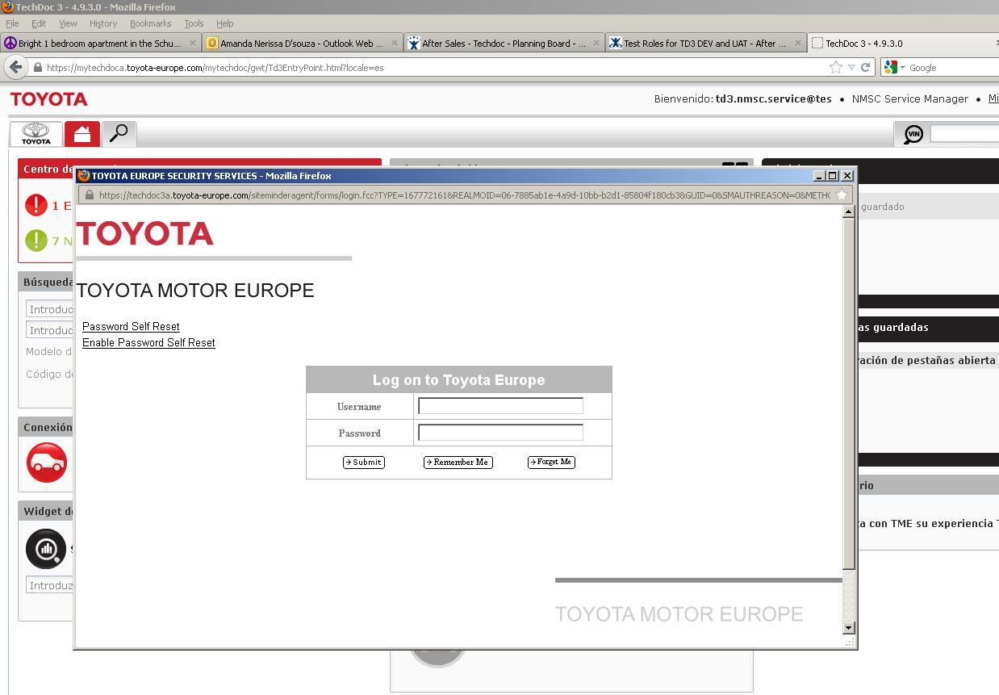 TechDoc 3 - 4.9.3.0 - Mozilla Firefox
File Edit View History Bookmarks Tools Help
Bright 1 bedroom apartment in the Schu... Amanda Nerissa D'souza - Outlook Web ... After Sales - Techdoc - Planning Board - ... Test Roles for TD3 DEV and UAT - After ... TechDoc 3 - 4.9.3.0
https://mytechdoca.toyota-europe.com/mytechdoc/gwt/Td3EntryPoint.html?locale=es Google
TOYOTA Bienvenido: td3.nmsc.service@tes • NMSC Service Manager • Mi
TOYOTA VIN
Centro de
TOYOTA EUROPE SECURITY SERVICES - Mozilla Firefox
https://techdoc3a.toyota-europe.com/siteminderagent/forms/login.fcc?TYPE=167772161&REALMOID=06-7885ab1e-4a9d-10bb-b2d1-85804f180cb3&GUID=0&SMAUTHREASON=0&METHO
1 E guardado
TOYOTA
7 N
Búsqueda TOYOTA MOTOR EUROPE
Introduc
Password Self Reset
Introduc as guardadas
Enable Password Self Reset
Modelo d
ración de pestañas abierta
Código de
Log on to Toyota Europe
Username
Conexión
Password
Submit Remember Me Forget Me
rio
Widget de
ta con TME su experiencia T
S
Introduz
TOYOTA MOTOR EUROPE